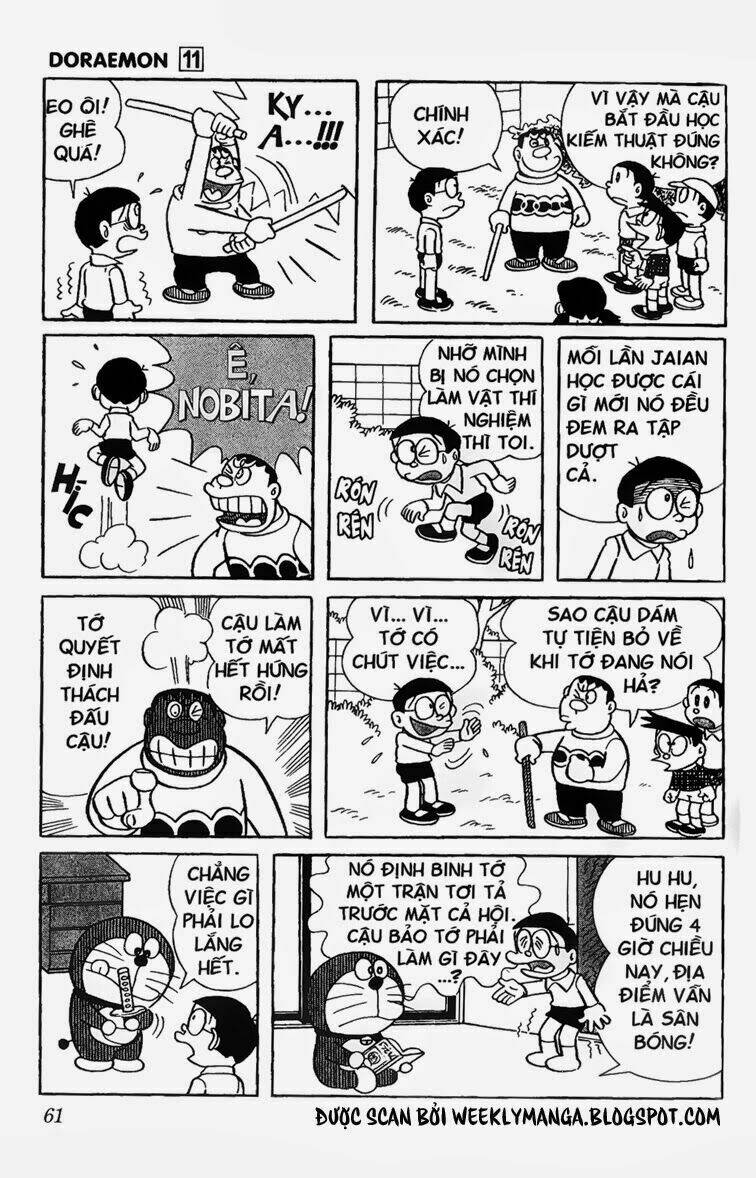 DORAEMON 11
VÌ VẬY MÀ CẬU
BẮT ĐẦU HỌC
KIẾM THUẬT ĐÚNG
KHÔNG?
CHÍNH
XÁC!
KY...
A...!!!
EO ÔI!
GHÊ
QUÁ!
MỖI LẦN JAIAN
HỌC ĐƯỢC CÁI
GÌ MỚI NÓ ĐỀU
ĐEM RA TẬP
DƯỢT
CẢ.
NHỠ MÌNH
BỊ NÓ CHỌN
LÀM VẬT THÍ
NGHIỆM
THÌ TOI.
RÓN
RÉN
RÓN
RÉN
Ê,
NOBITA!
HÍC
SAO CẬU DÁM
TỰ TIỆN BỎ VỀ
KHI TỚ ĐANG NÓI
HẢ?
VÌ... VÌ...
TỚ CÓ
CHÚT VIỆC...
CẬU LÀM
TỚ MẤT
HẾT HỨNG
RỒI!
TỚ
QUYẾT
ĐỊNH
THÁCH
ĐẤU
CẬU!
HU HU,
NÓ HẸN
ĐÚNG 4
GIỜ CHIỀU
NAY, ĐỊA
ĐIỂM VẪN
LÀ SÂN
BÓNG!
NÓ ĐỊNH BINH TỚ
MỘT TRẬN TƠI TẢ
TRƯỚC MẶT CẢ HỘI.
CẬU BẢO TỚ PHẢI
LÀM GÌ ĐÂY
...?
CHẲNG
VIỆC GÌ
PHẢI LO
LẮNG
HẾT.
61
ĐƯỢC SCAN BỞI WEEKLYMANGA.BLOGSPOT.COM